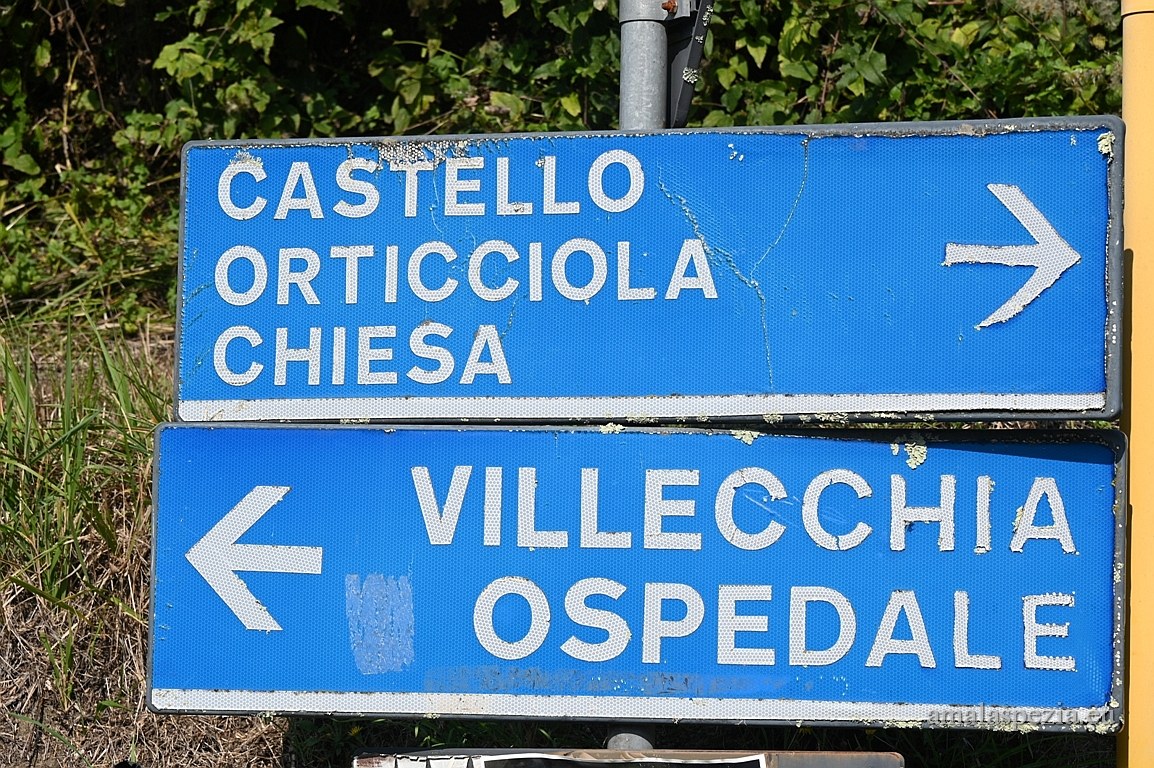 CASTELLO
ORTICCIOLA
CHIESA
VILLECCHIA
OSPEDALE
amalaspezia.eu